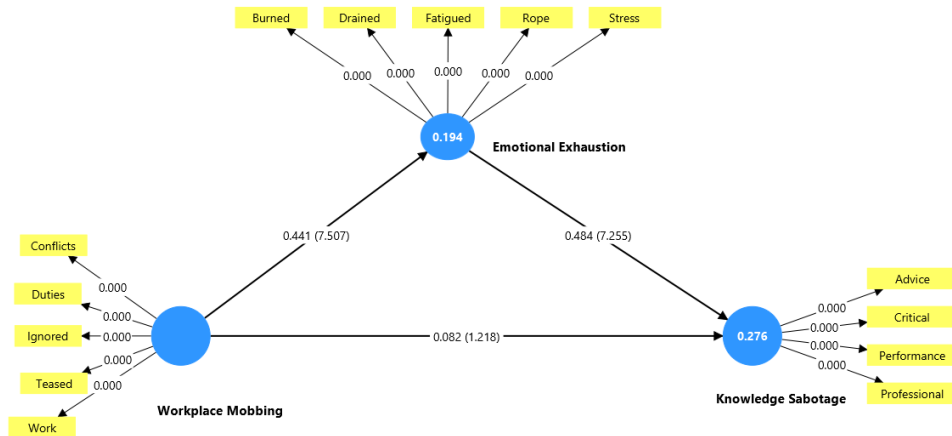 Burned
Drained
Fatigued
Rope
Stress
0.000
0.000
0.000
0.000
0.000
0.194
Emotional Exhaustion
0.441 (7.507)
0.484 (7.255)
Conflicts
Duties
Ignored
Teased
Work
0.000
0.000
0.000
0.000
0.000
Workplace Mobbing
0.082 (1.218)
0.276
Knowledge Sabotage
0.000
0.000
0.000
0.000
Advice
Critical
Performance
Professional